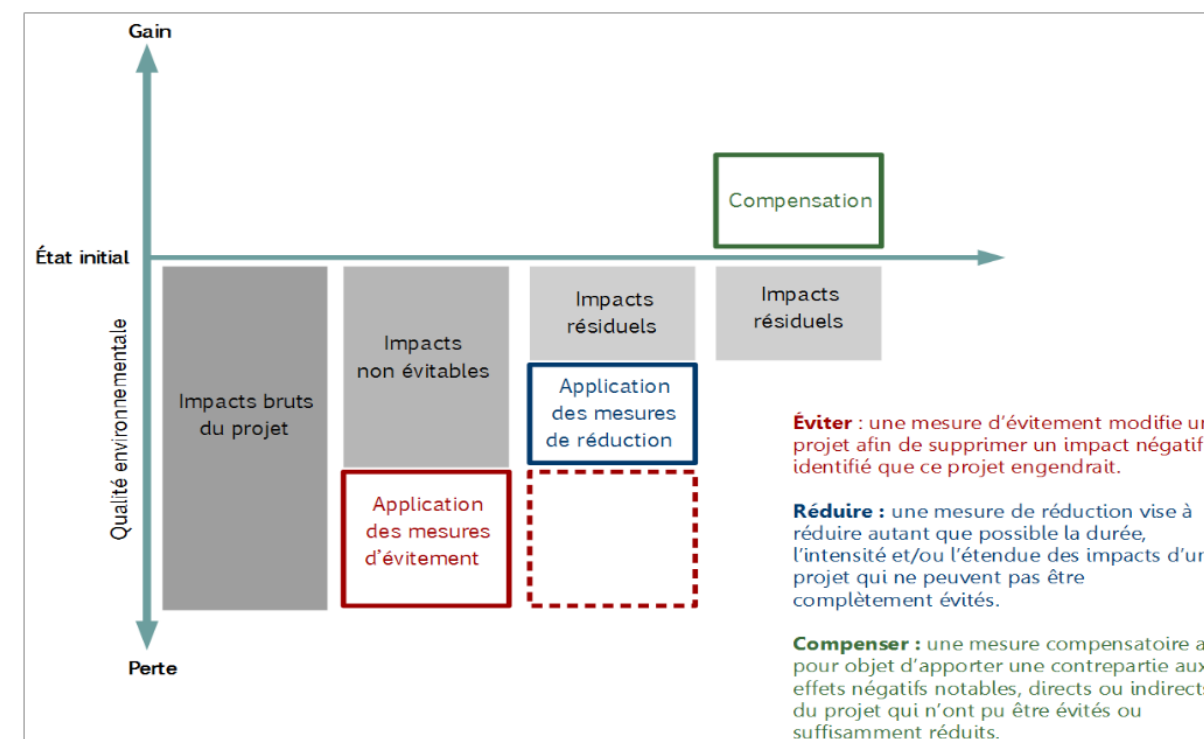 Gain
Compensation
État initial
Qualité environnementale
Impacts bruts
du projet
Impacts
non évitables
Application
des mesures
d’évitement
Impacts
résiduels
Application
des mesures
de réduction
Impacts
résiduels
Perte
Éviter : une mesure d’évitement modifie un
projet afin de supprimer un impact négatif
identifié que ce projet engendrait.
Réduire : une mesure de réduction vise à
réduire autant que possible la durée,
l’intensité et/ou l’étendue des impacts d’un
projet qui ne peuvent pas être
complètement évités.
Compenser : une mesure compensatoire a
pour objet d’apporter une contrepartie aux
effets négatifs notables, directs ou indirects
du projet qui n’ont pu être évités ou
suffisamment réduits.